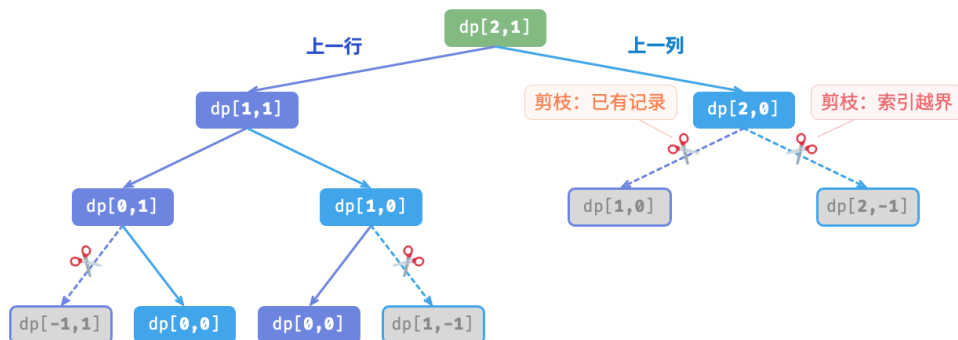 dp[2,1]
上一行
上一列
dp[1,1]
剪枝：已有记录
dp[2,0]
剪枝：索引越界
dp[0,1]
dp[1,0]
dp[1,0]
dp[2,-1]
dp[-1,1]
dp[0,0]
dp[0,0]
dp[1,-1]